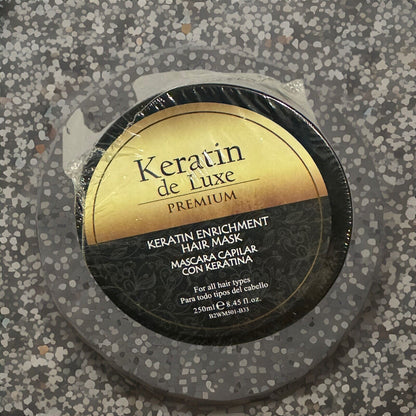 Keratin
de Luxe
PREMIUM
KERATIN ENRICHMENT
HAIR MASK
MASCARA CAPILAR
CON KERATINA
For all hair types
Para todo tipos del cabello
250ml ℮ 8.45 fl.oz.
B2WM501-B33